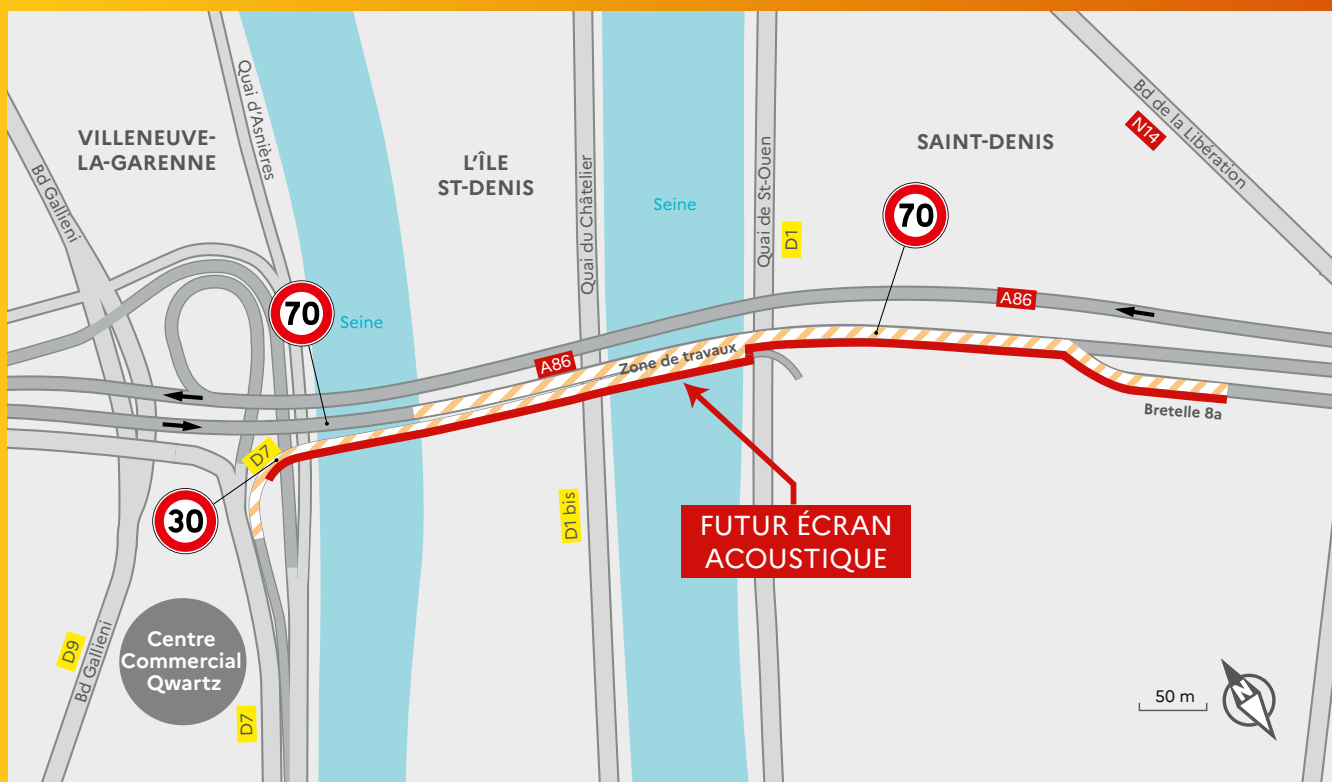 VILLENEUVE-
LA-GARENNE
Quai d'Asnières
Bd Gallieni
L'ÎLE
ST-DENIS
Quai du Châtelier
Seine
Quai de St-Ouen
D1
SAINT-DENIS
70
Bd de la Libération
N14
70
Seine
A86
A86
Zone de travaux
Bretelle 8a
D7
30
D1 bis
FUTUR ÉCRAN
ACOUSTIQUE
Centre
Commercial
Qwartz
D9
Bd Gallieni
D7
50 m
N